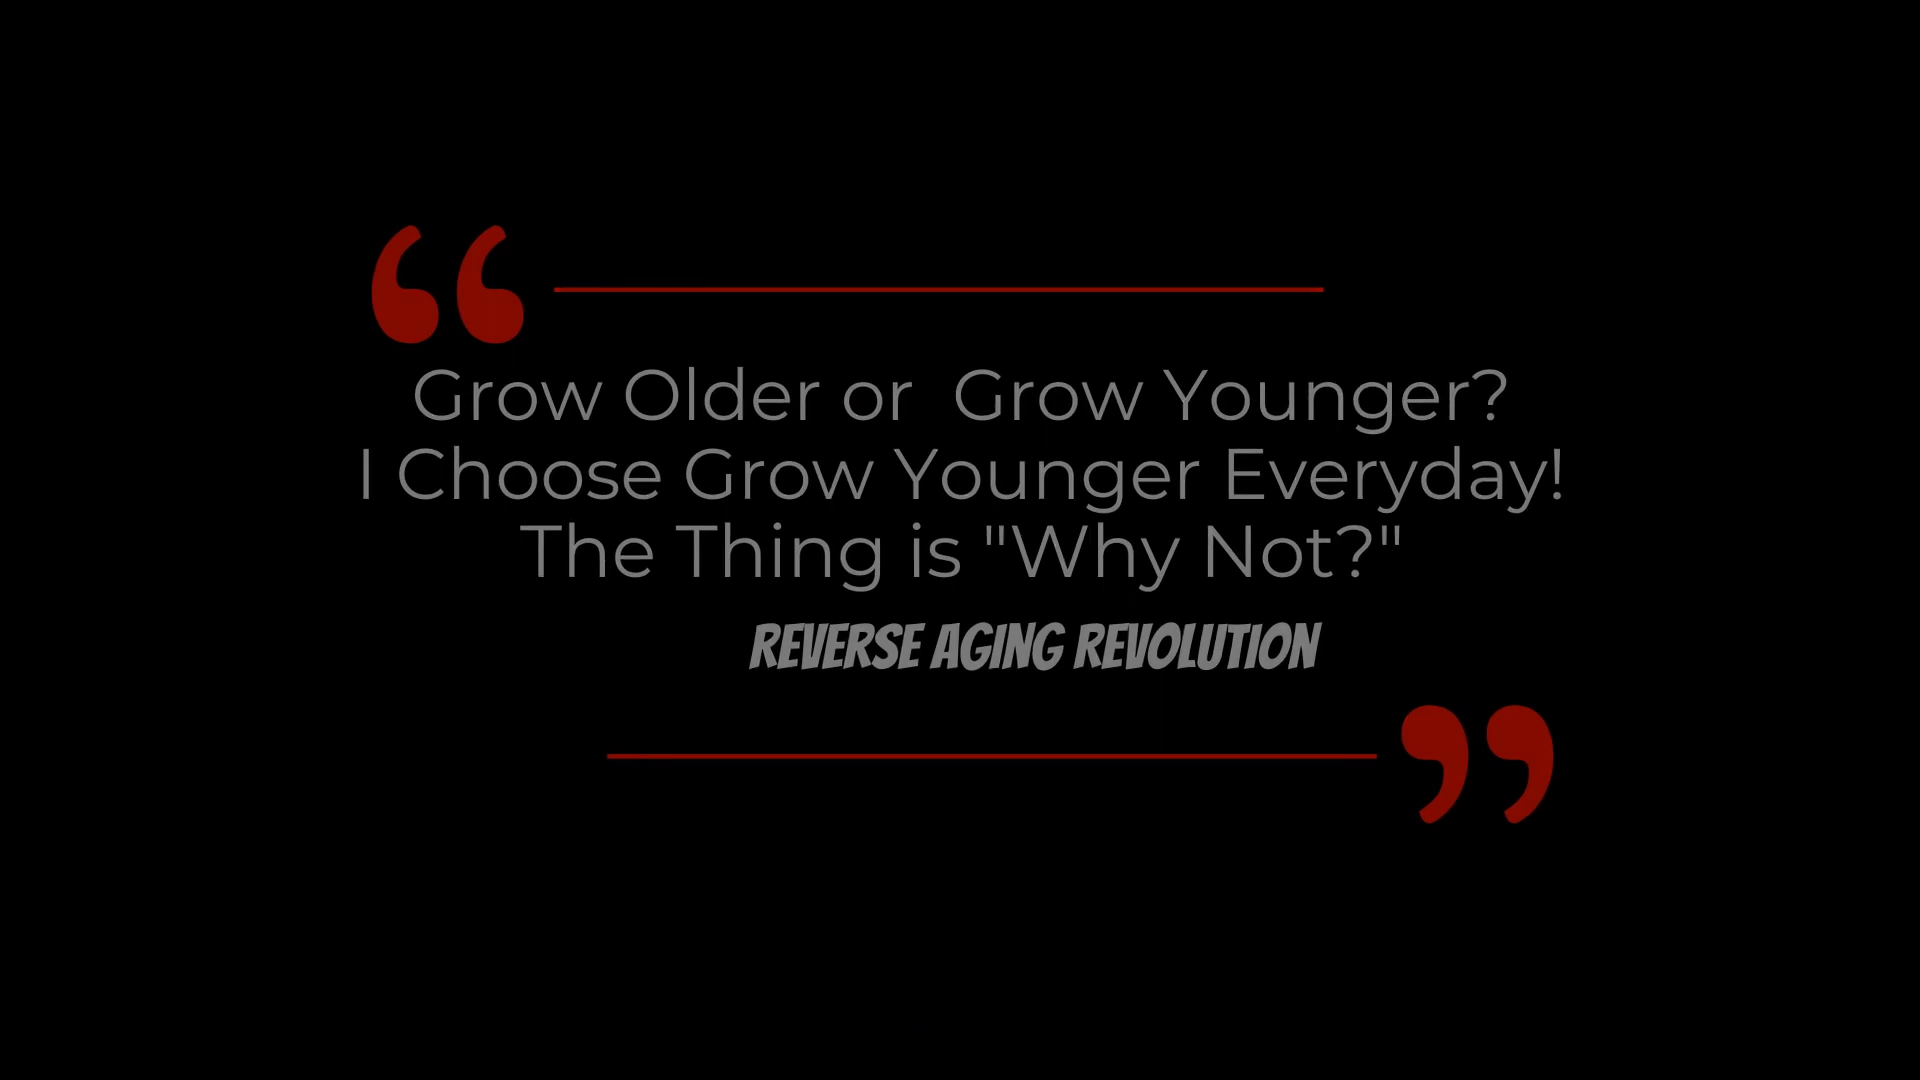 Grow Older or  Grow Younger?
I Choose Grow Younger Everyday!
The Thing is "Why Not?"
REVERSE AGING REVOLUTION